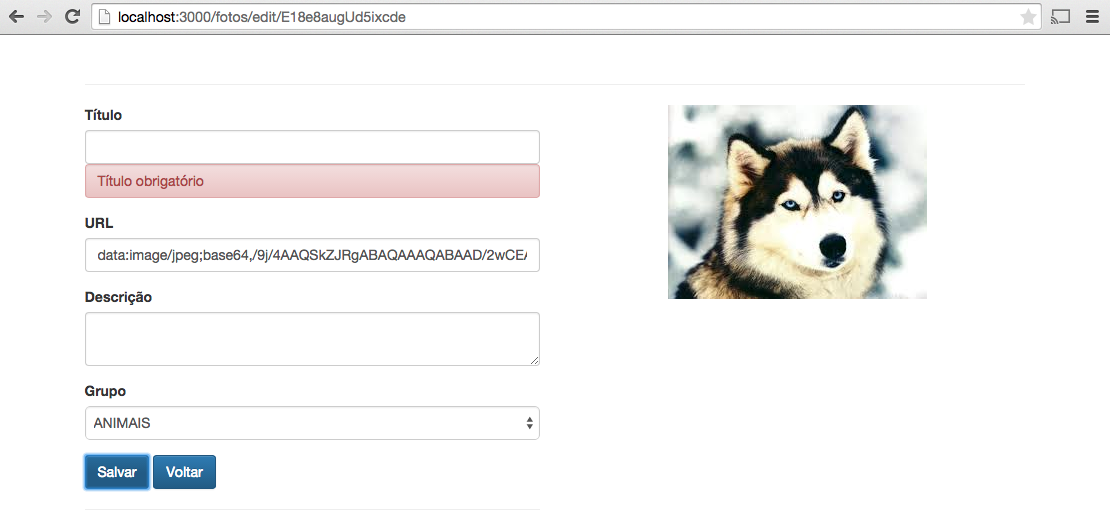 localhost:3000/fotos/edit/E18e8augUd5ixcde
Título
Título obrigatório
URL
data:image/jpeg;base64,/9j/4AAQSkZJRgABAQAAAQABAAD/2wCEA
Descrição
Grupo
ANIMAIS
Salvar Voltar